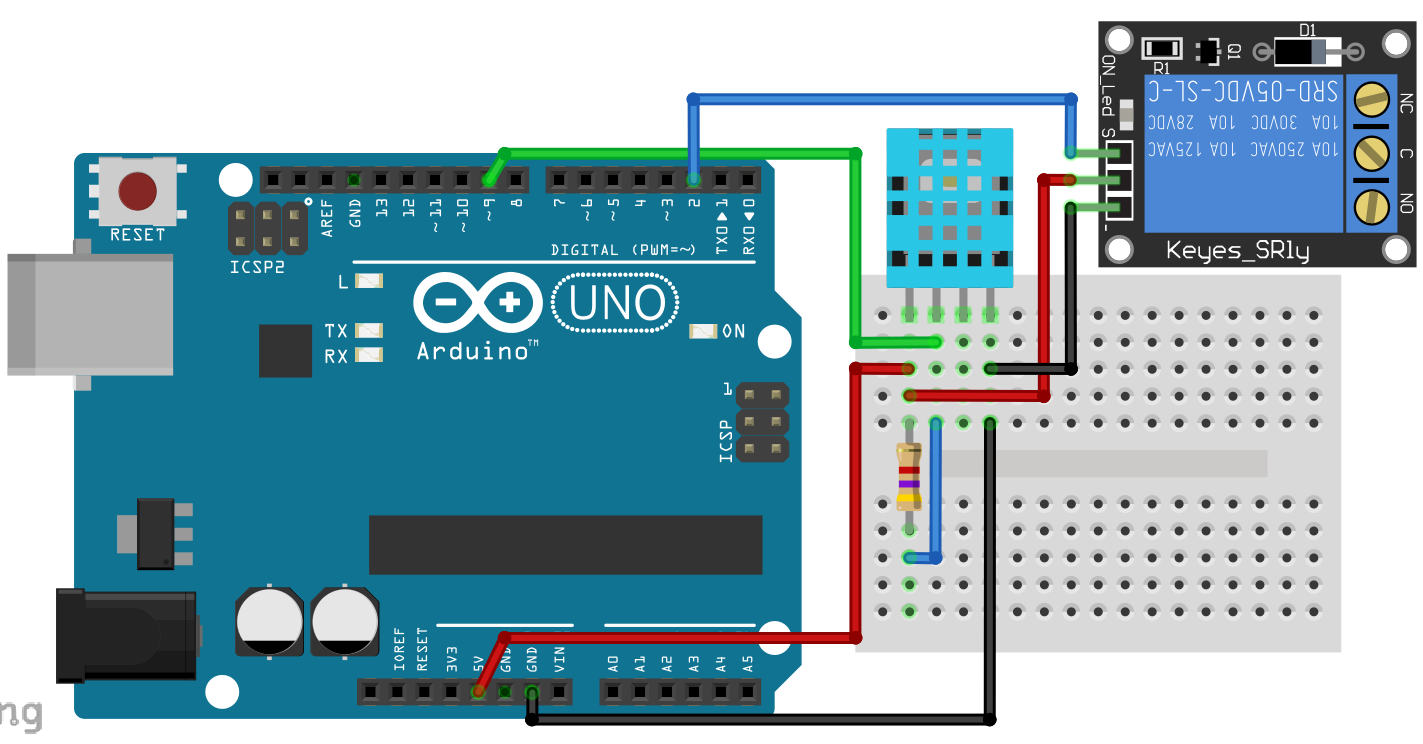 RESET
ICSP2
AREF
GND
13
12
~11
~10
~9
8
7
~6
~5
4
~3
2
TX0▶1
RX0◀0
DIGITAL (PWM=~)
L
TX
RX
UNO
Arduino™
ON
1
ICSP
IOREF
RESET
3V3
5V
GND
GND
VIN
A0
A1
A2
A3
A4
A5
ng
R1
Q1
D1
ON_Led
S
-
SRD-05VDC-SL-C
10A 30VDC 10A 28VDC
10A 250VAC 10A 125VAC
NC
C
NO
Keyes_SRly